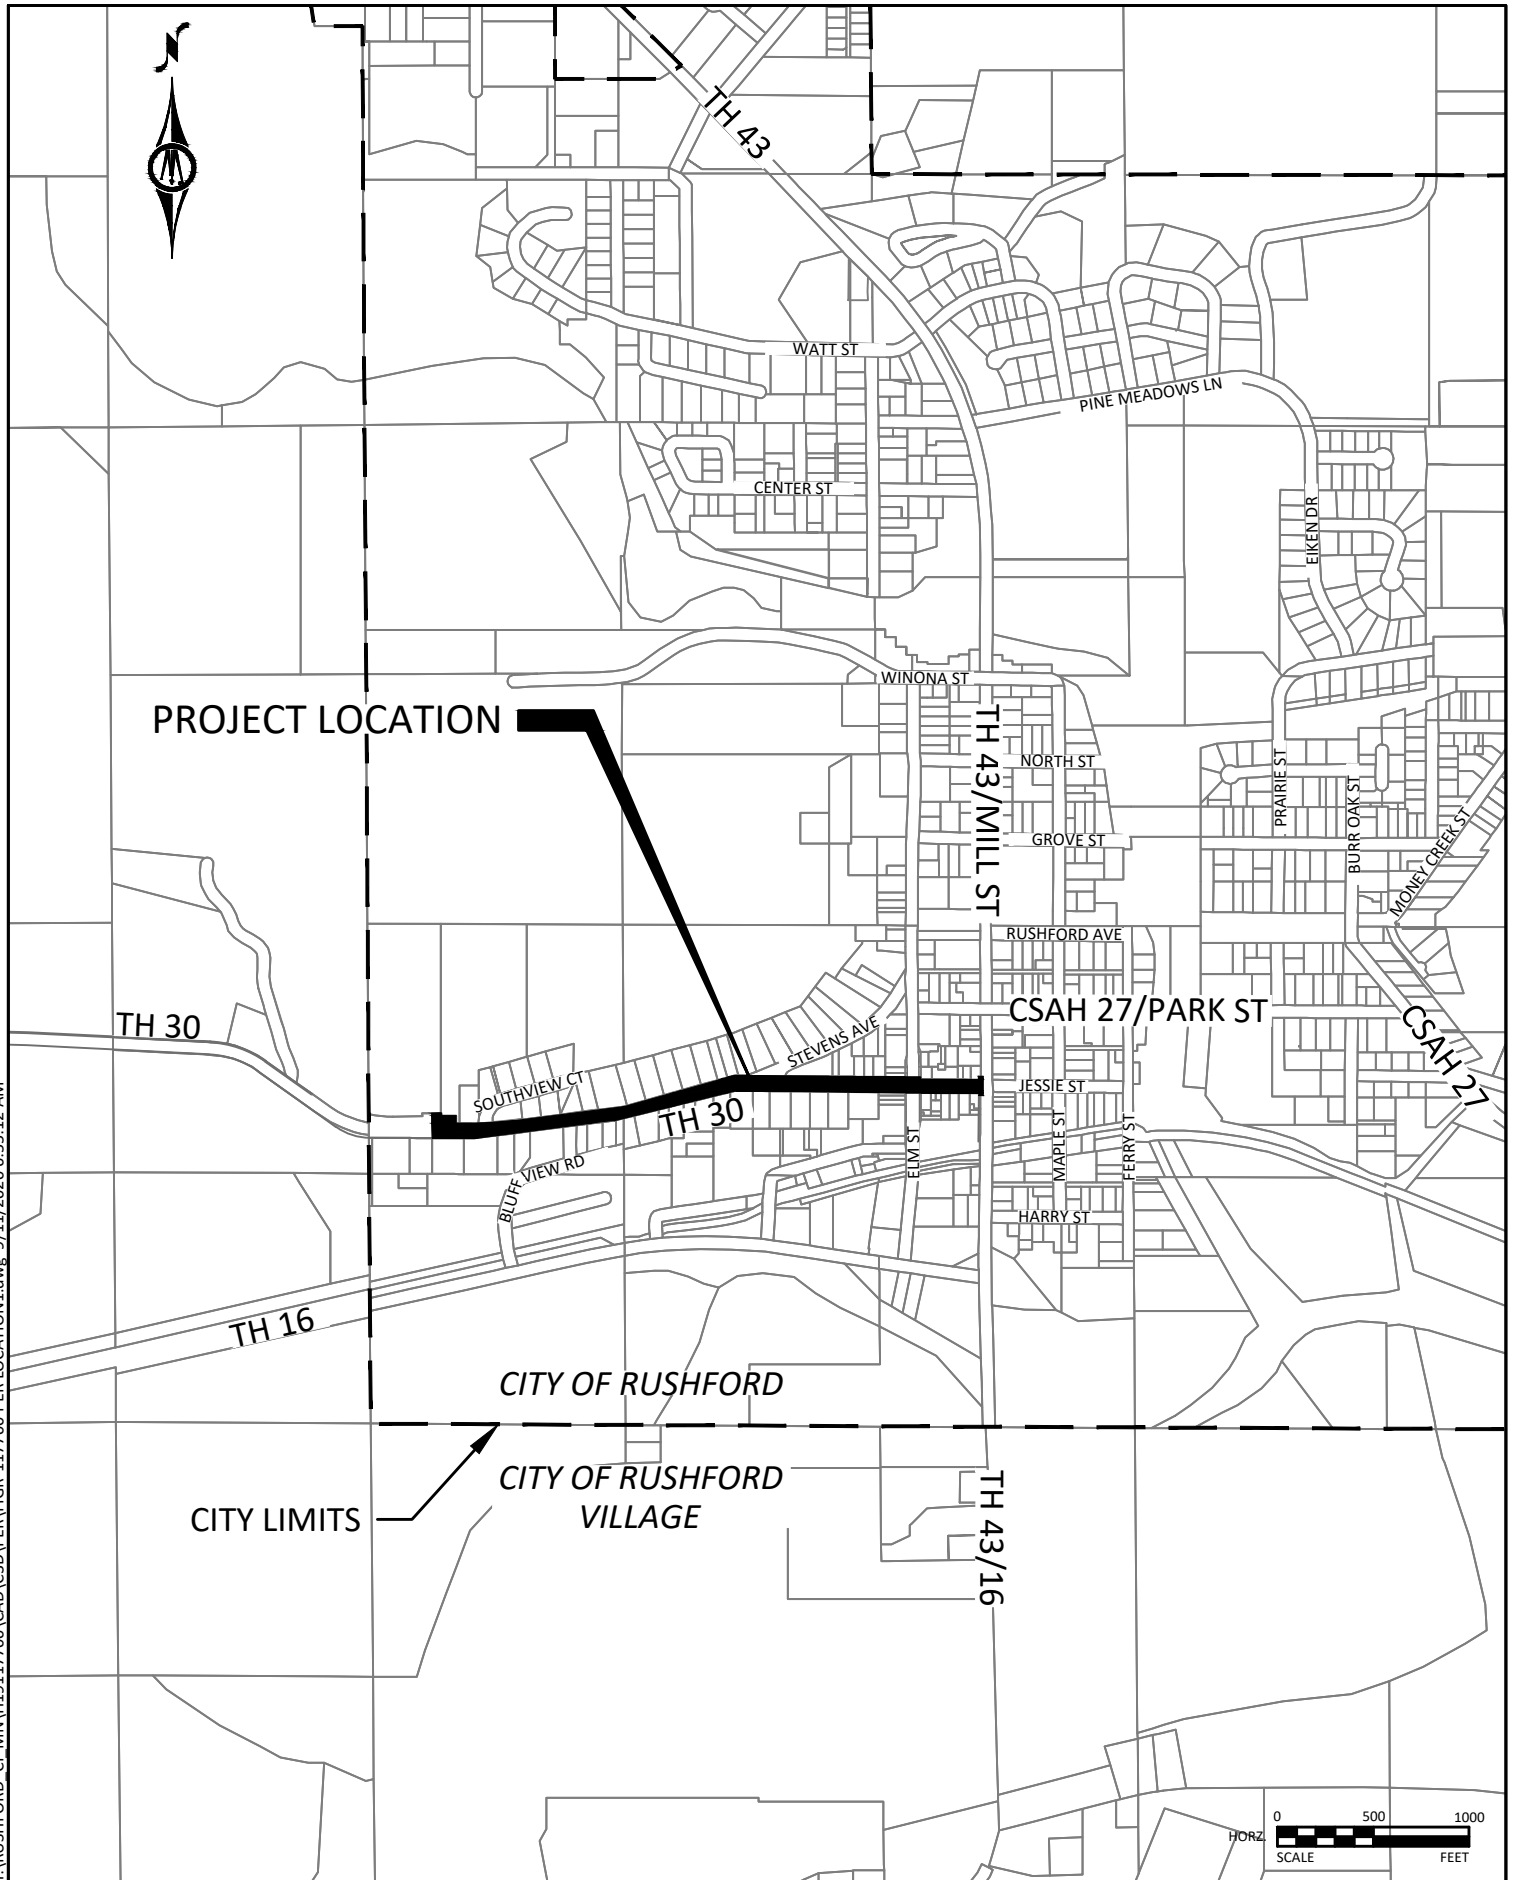 N
TH 43
WATT ST
PINE MEADOWS LN
CENTER ST
EIKEN DR
WINONA ST
PROJECT LOCATION
TH 43/MILL ST
NORTH ST
PRAIRIE ST
BURR OAK ST
MONEY CREEK ST
GROVE ST
RUSHFORD AVE
CSAH 27/PARK ST
CSAH 27
TH 30
STEVENS AVE
SOUTHVIEW CT
JESSIE ST
TH 30
ELM ST
MAPLE ST
FERRY ST
BLUFF VIEW RD
HARRY ST
TH 16
CITY OF RUSHFORD
CITY OF RUSHFORD
VILLAGE
CITY LIMITS
TH 43/16
0 500 1000
HORZ.
SCALE FEET